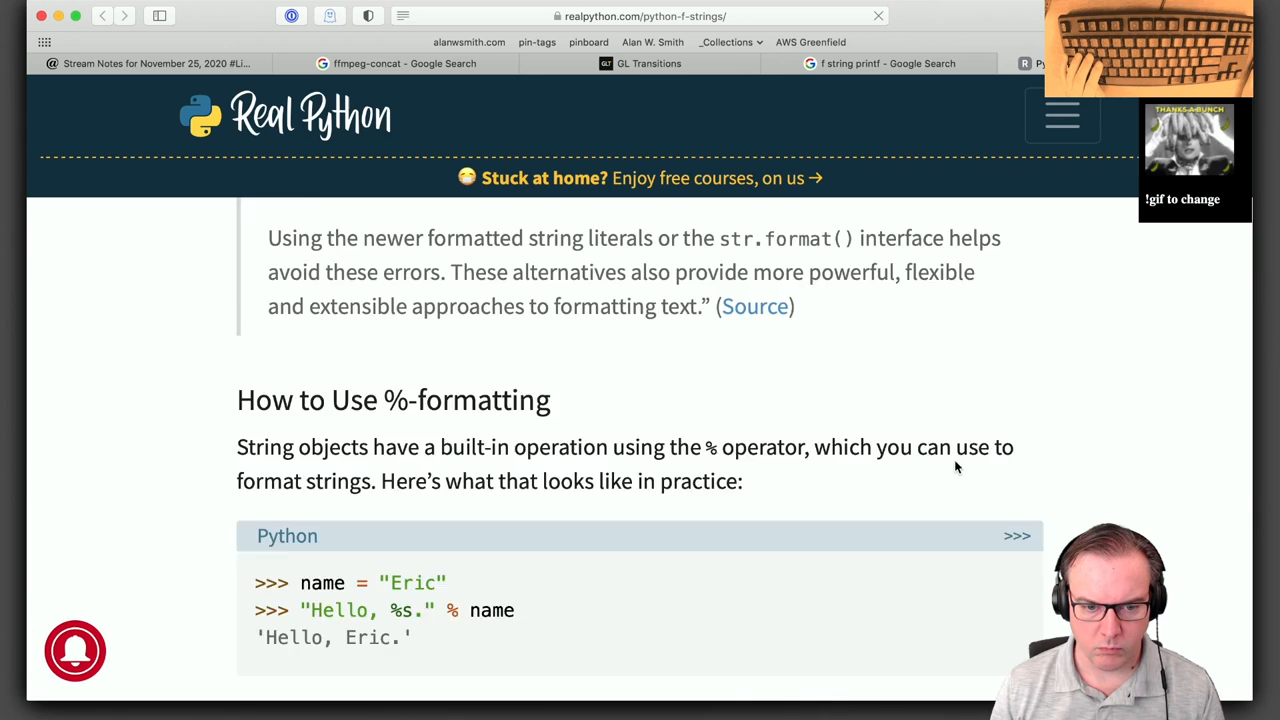 realpython.com/python-f-strings/
alanwsmith.com pin-tags pinboard Alan W. Smith _Collections AWS Greenfield
@ Stream Notes for November 25, 2020 #Li... G ffmpeg-concat - Google Search GLT GL Transitions G f string printf - Google Search R
Real Python
Stuck at home? Enjoy free courses, on us →
THANKS A BUNCH
!gif to change
Using the newer formatted string literals or the str.format() interface helps
avoid these errors. These alternatives also provide more powerful, flexible
and extensible approaches to formatting text.” (Source)
How to Use %-formatting
String objects have a built-in operation using the % operator, which you can use to
format strings. Here’s what that looks like in practice:
Python >>>
>>> name = "Eric"
>>> "Hello, %s." % name
'Hello, Eric.'